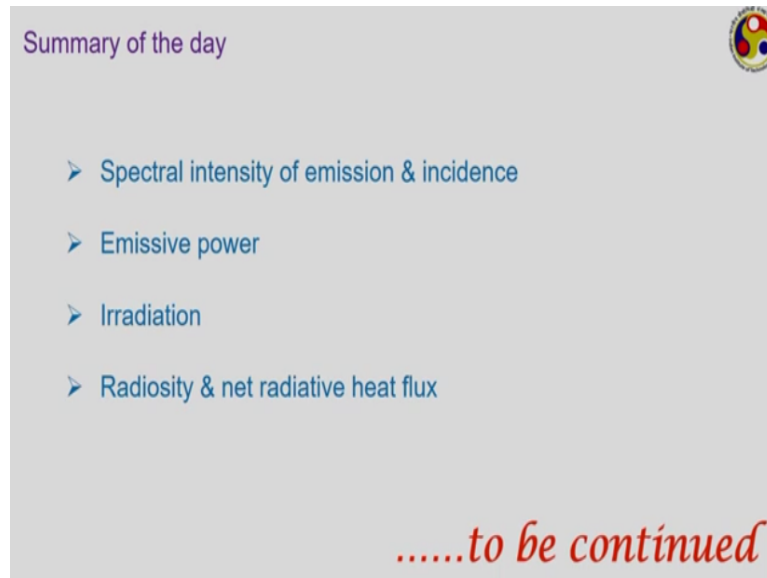 Summary of the day
➤ Spectral intensity of emission & incidence
➤ Emissive power
➤ Irradiation
➤ Radiosity & net radiative heat flux
......to be continued